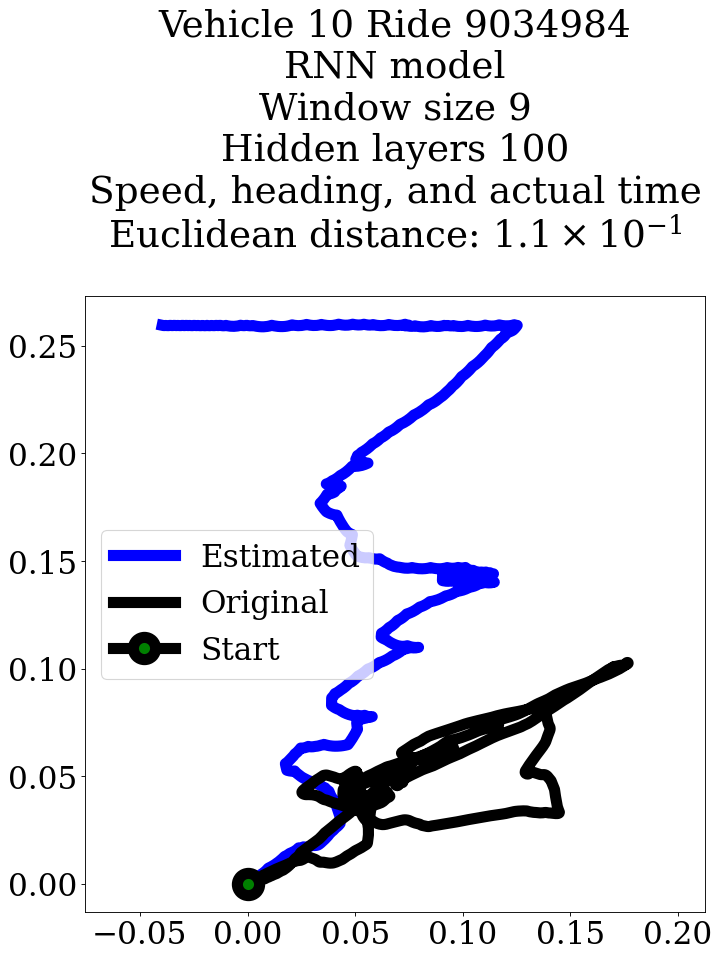 Vehicle 10 Ride 9034984
RNN model
Window size 9
Hidden layers 100
Speed, heading, and actual time
Euclidean distance: 1.1 × 10⁻¹
0.25
0.20
0.15
0.10
0.05
0.00
Estimated
Original
Start
−0.05 0.00 0.05 0.10 0.15 0.20